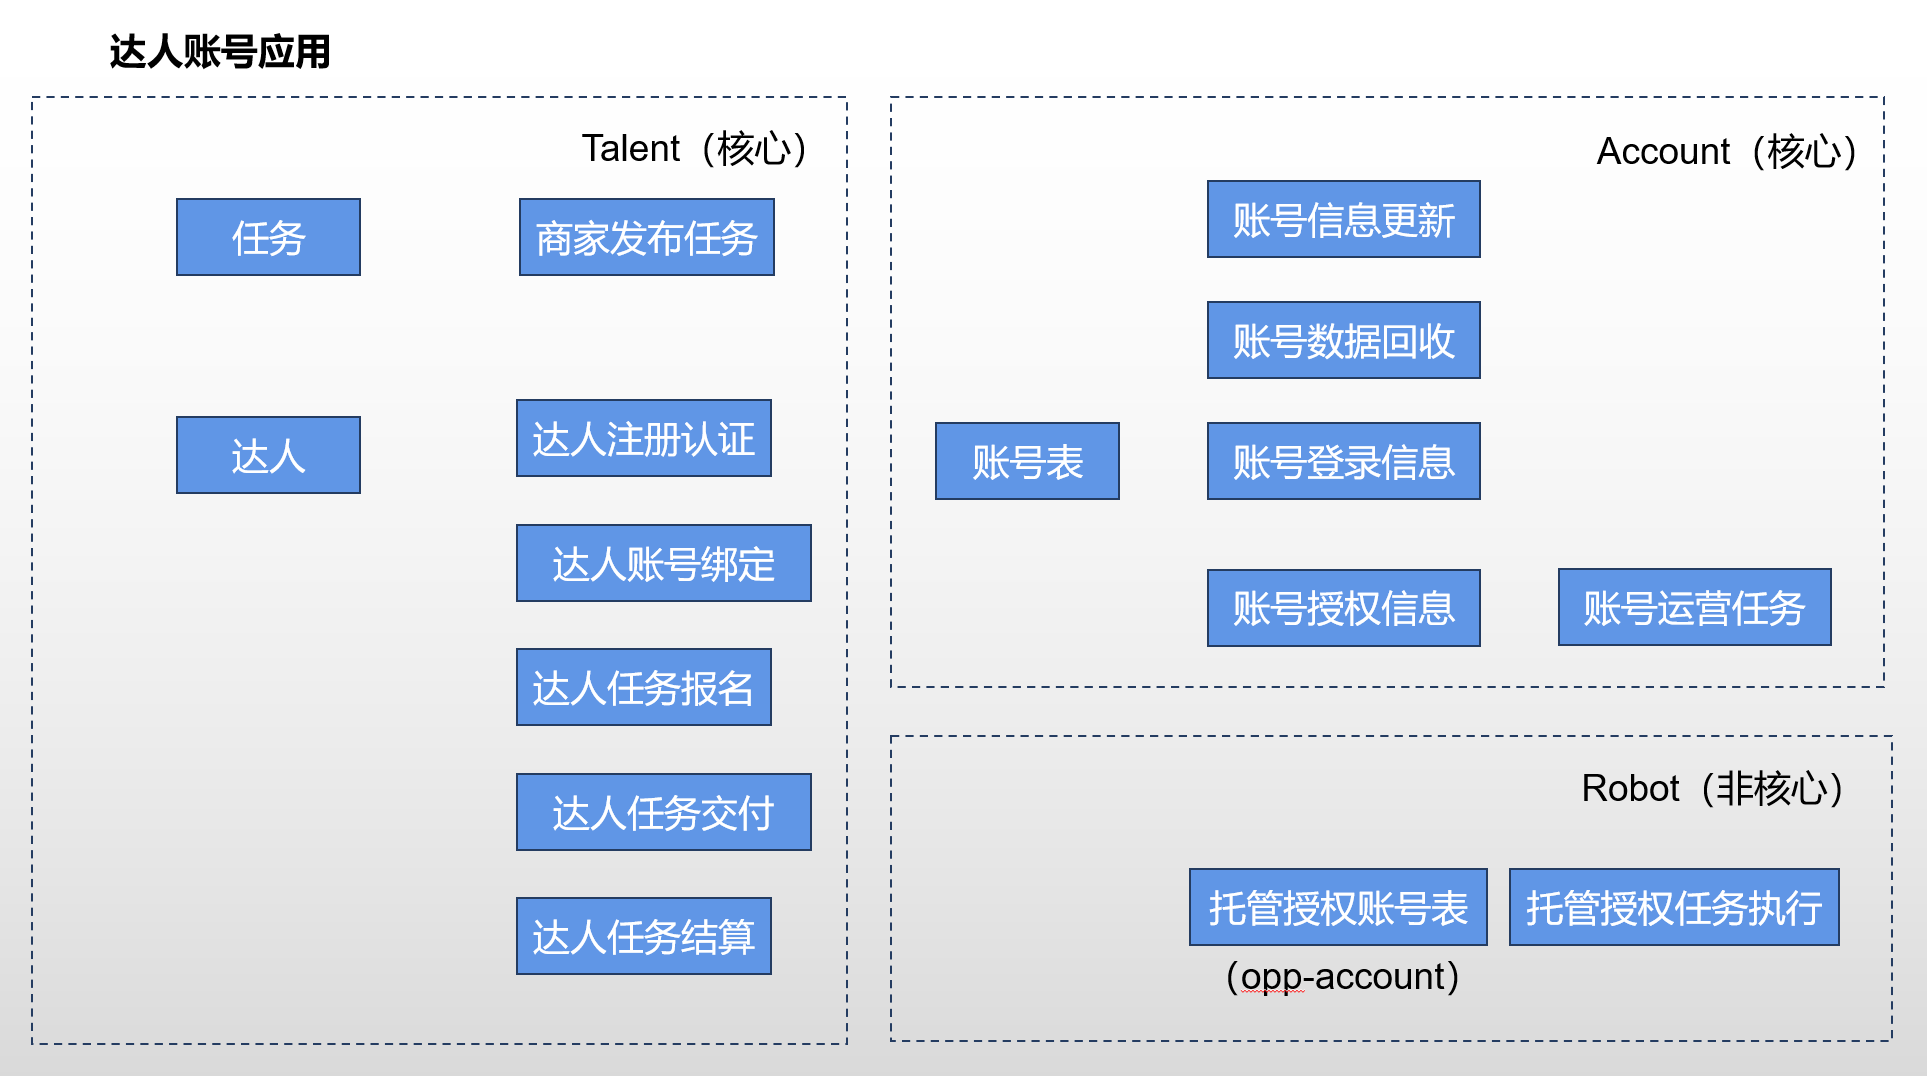 达人账号应用
Talent（核心）
任务
商家发布任务
达人
达人注册认证
达人账号绑定
达人任务报名
达人任务交付
达人任务结算
Account（核心）
账号信息更新
账号数据回收
账号表
账号登录信息
账号授权信息
账号运营任务
Robot（非核心）
托管授权账号表
托管授权任务执行
（opp-account）